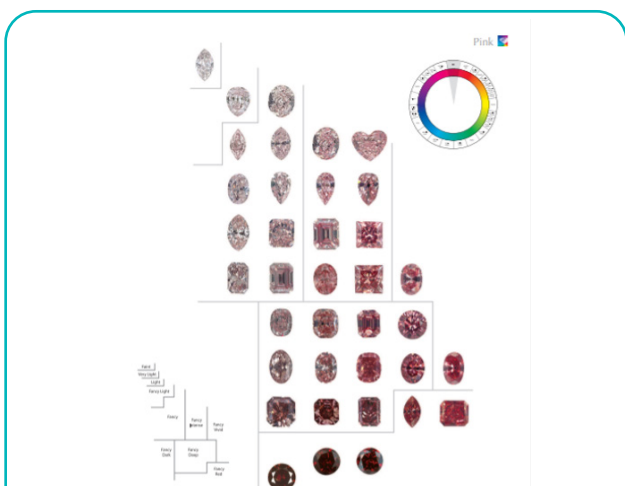 Pink
Faint
Very Light
Light
Fancy Light
Fancy
Fancy
Intense
Fancy
Vivid
Fancy
Dark
Fancy
Deep
Fancy
Red